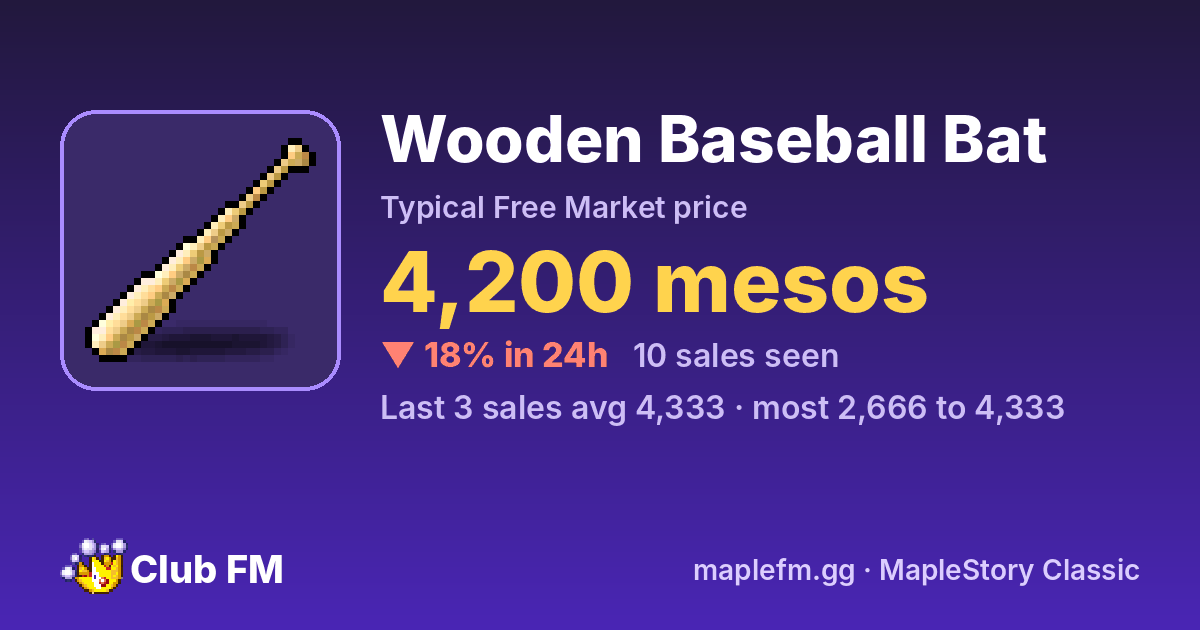 Wooden Baseball Bat
Typical Free Market price
4,200 mesos
▼ 18% in 24h 10 sales seen
Last 3 sales avg 4,333 · most 2,666 to 4,333
Club FM
maplefm.gg · MapleStory Classic